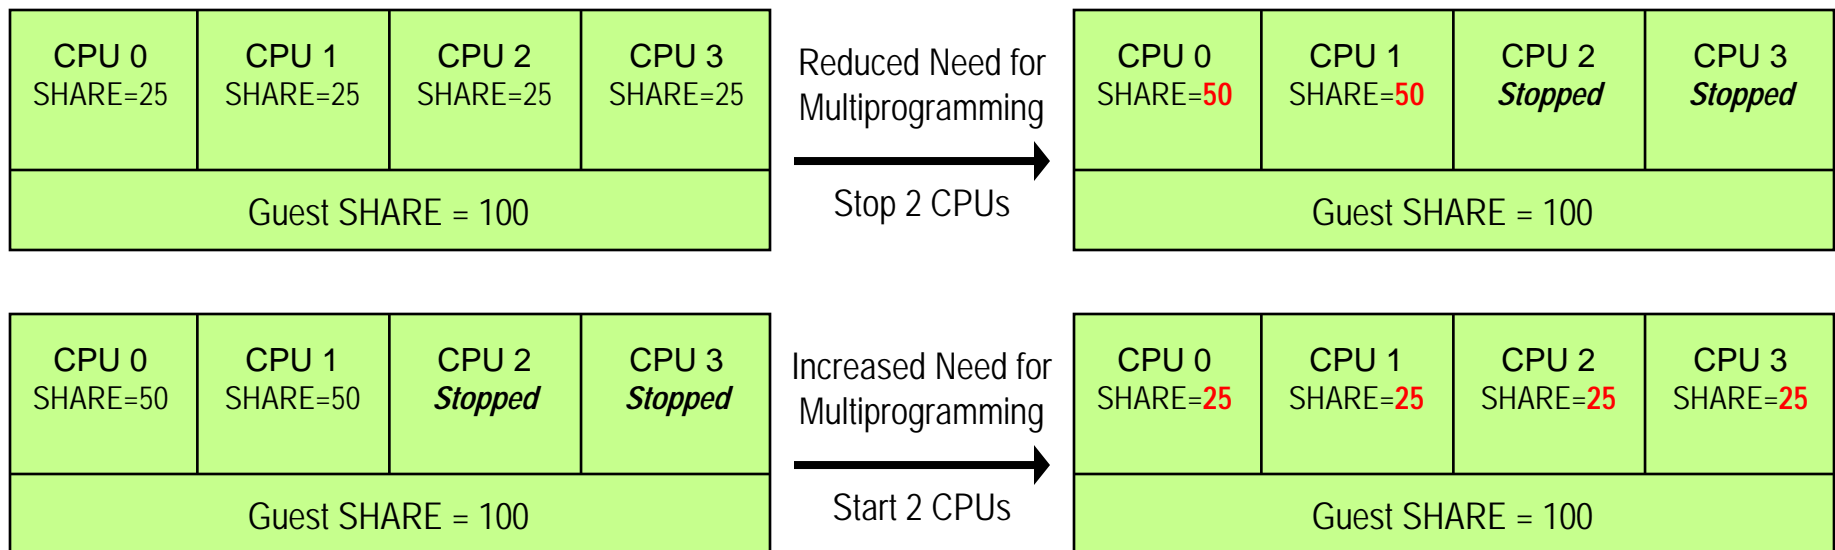 CPU 0
SHARE=25
CPU 1
SHARE=25
CPU 2
SHARE=25
CPU 3
SHARE=25
Guest SHARE = 100
Reduced Need for
Multiprogramming
Stop 2 CPUs
CPU 0
SHARE=50
CPU 1
SHARE=50
CPU 2
Stopped
CPU 3
Stopped
Guest SHARE = 100
CPU 0
SHARE=50
CPU 1
SHARE=50
CPU 2
Stopped
CPU 3
Stopped
Guest SHARE = 100
Increased Need for
Multiprogramming
Start 2 CPUs
CPU 0
SHARE=25
CPU 1
SHARE=25
CPU 2
SHARE=25
CPU 3
SHARE=25
Guest SHARE = 100